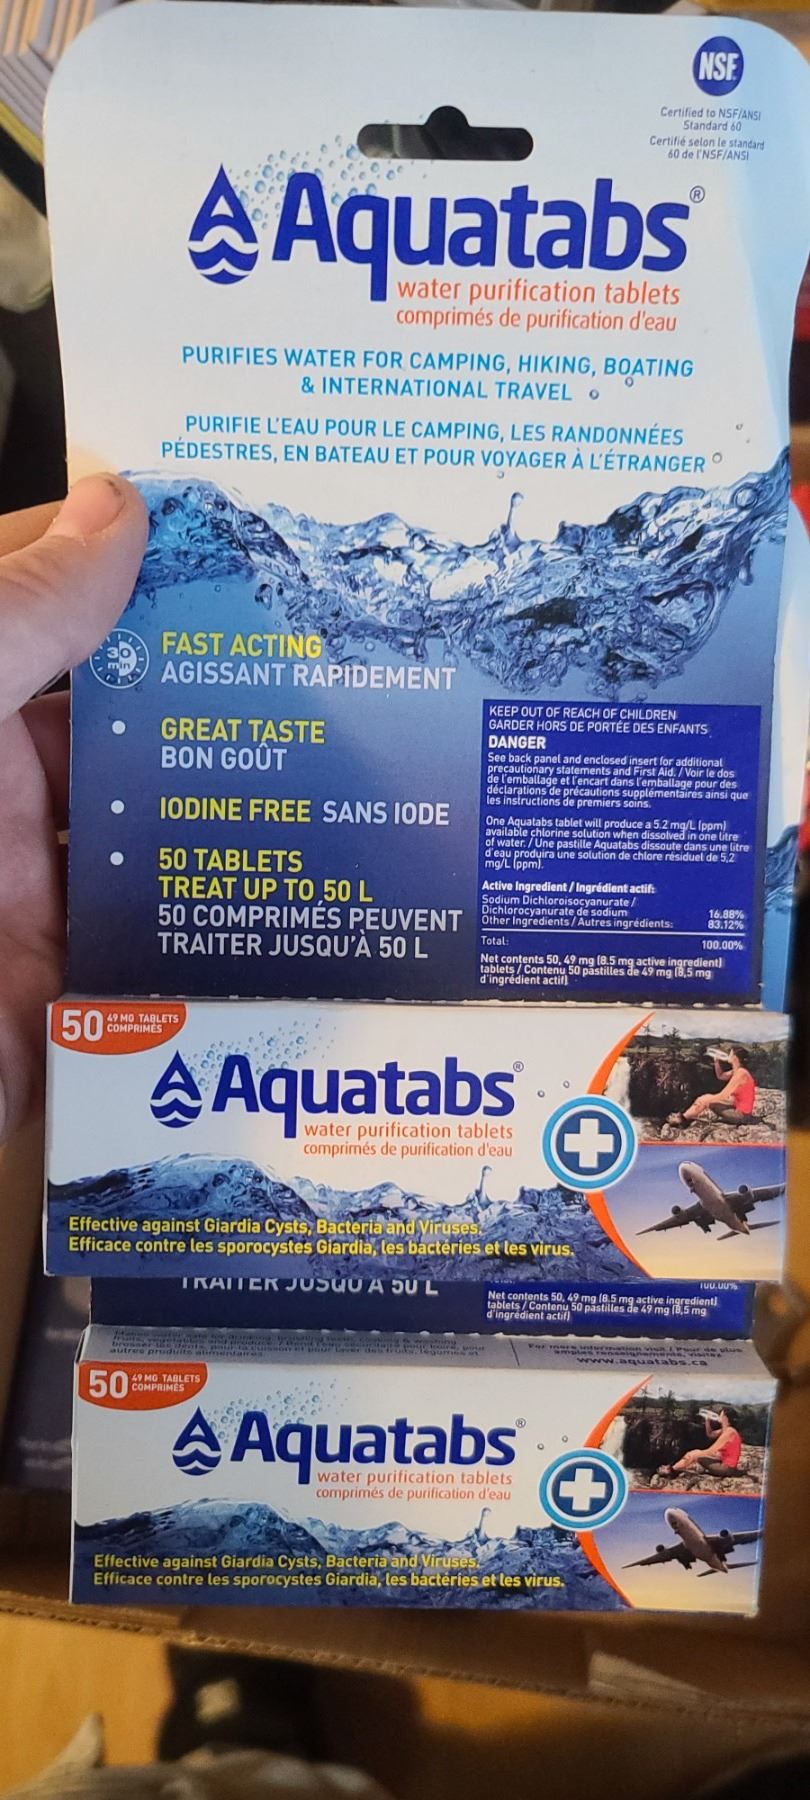 NSF
Certified to NSF/ANSI
Standard 60
Certifié selon le standard
60 de l'NSF/ANSI
Aquatabs®
water purification tablets
comprimés de purification d'eau
PURIFIES WATER FOR CAMPING, HIKING, BOATING
& INTERNATIONAL TRAVEL
PURIFIE L'EAU POUR LE CAMPING, LES RANDONNÉES
PÉDESTRES, EN BATEAU ET POUR VOYAGER À L'ÉTRANGER
30
min
FAST ACTING
AGISSANT RAPIDEMENT
GREAT TASTE
BON GOÛT
IODINE FREE SANS IODE
50 TABLETS
TREAT UP TO 50 L
50 COMPRIMÉS PEUVENT
TRAITER JUSQU'À 50 L
KEEP OUT OF REACH OF CHILDREN
GARDER HORS DE PORTÉE DES ENFANTS
DANGER
See back panel and enclosed insert for additional
precautionary statements and First Aid. / Voir le dos
de l'emballage et l'encart dans l'emballage pour des
déclarations de précautions supplémentaires ainsi que
les instructions de premiers soins.
One Aquatabs tablet will produce a 5.2 mg/L (ppm)
available chlorine solution when dissolved in one litre
of water. / Une pastille Aquatabs dissoute dans une litre
d'eau produira une solution de chlore résiduel de 5,2
mg/L (ppm).
Active Ingredient / Ingrédient actif:
Sodium Dichloroisocyanurate /
Dichlorocyanurate de sodium 16.88%
Other Ingredients / Autres ingrédients: 83.12%
Total: 100.00%
Net contents 50, 49 mg (8.5 mg active ingredient)
tablets / Contenu 50 pastilles de 49 mg (8,5 mg
d'ingrédient actif)
50 49 MG TABLETS
COMPRIMÉS
Aquatabs®
water purification tablets
comprimés de purification d'eau
Effective against Giardia Cysts, Bacteria and Viruses.
Efficace contre les sporocystes Giardia, les bactéries et les virus.
TRAITER JUSQU'À 50 L
100.00%
Net contents 50, 49 mg (8.5 mg active ingredient)
tablets / Contenu 50 pastilles de 49 mg (8,5 mg
d'ingrédient actif)
www.aquatabs.ca
50 49 MG TABLETS
COMPRIMÉS
Aquatabs®
water purification tablets
comprimés de purification d'eau
Effective against Giardia Cysts, Bacteria and Viruses.
Efficace contre les sporocystes Giardia, les bactéries et les virus.